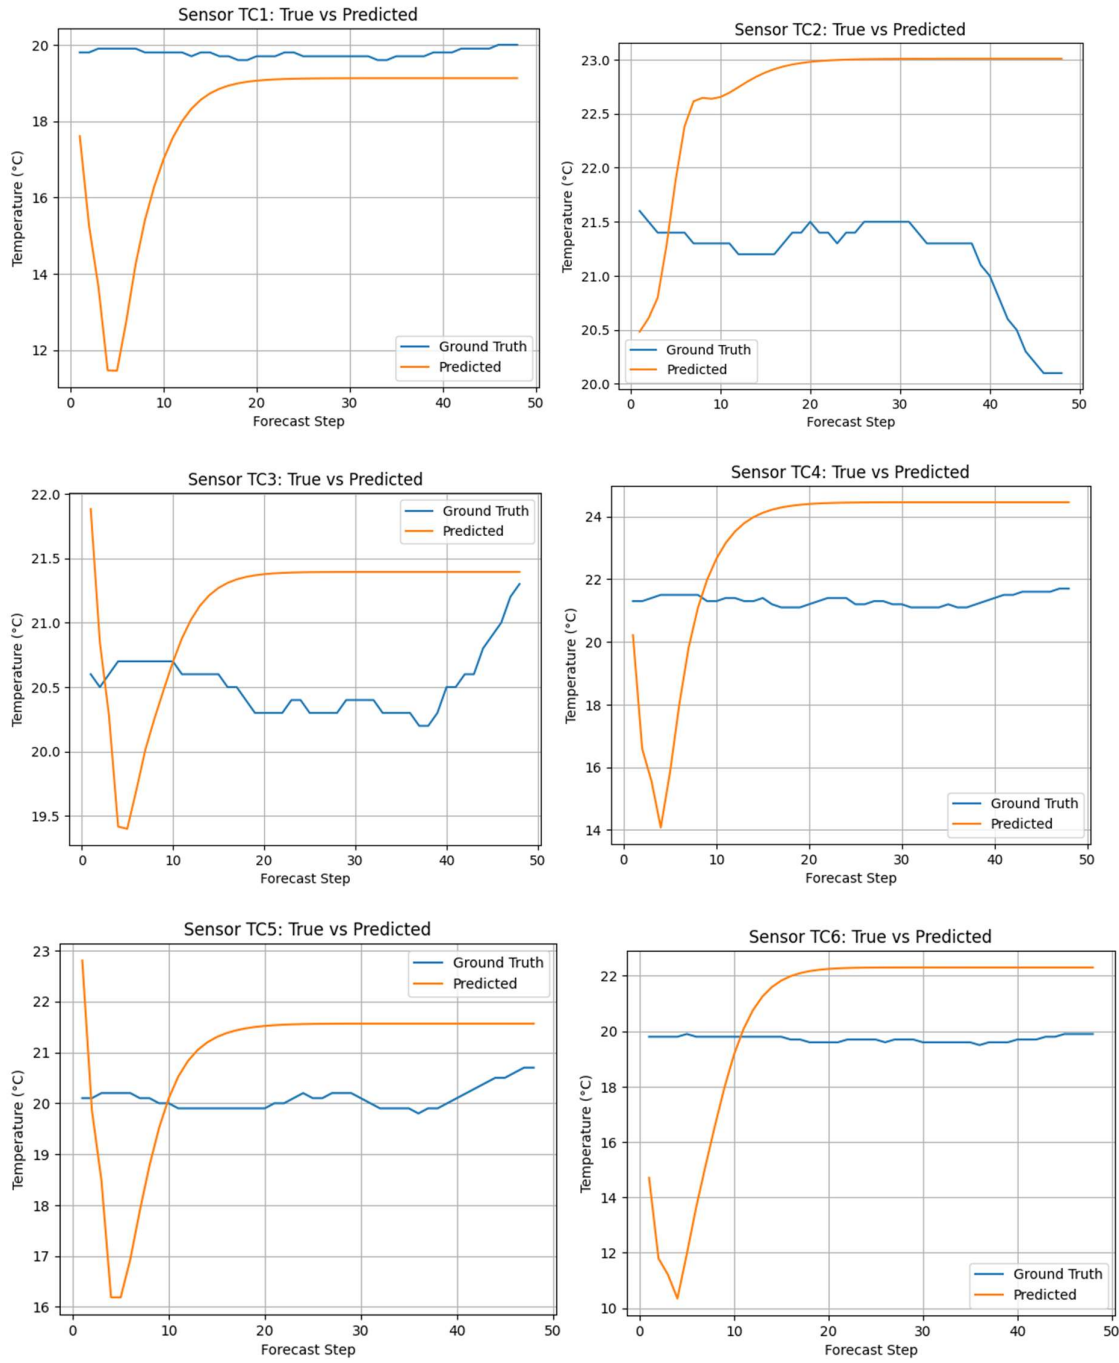 Sensor TC1: True vs Predicted
20
18
16
14
12
Temperature (°C)
Ground Truth
Predicted
0 10 20 30 40 50
Forecast Step
Sensor TC2: True vs Predicted
23.0
22.5
22.0
21.5
21.0
20.5
20.0
Temperature (°C)
Ground Truth
Predicted
0 10 20 30 40 50
Forecast Step
Sensor TC3: True vs Predicted
22.0
21.5
21.0
20.5
20.0
19.5
Temperature (°C)
Ground Truth
Predicted
0 10 20 30 40 50
Forecast Step
Sensor TC4: True vs Predicted
24
22
20
18
16
14
Temperature (°C)
Ground Truth
Predicted
0 10 20 30 40 50
Forecast Step
Sensor TC5: True vs Predicted
23
22
21
20
19
18
17
16
Temperature (°C)
Ground Truth
Predicted
0 10 20 30 40 50
Forecast Step
Sensor TC6: True vs Predicted
22
20
18
16
14
12
10
Temperature (°C)
Ground Truth
Predicted
0 10 20 30 40 50
Forecast Step